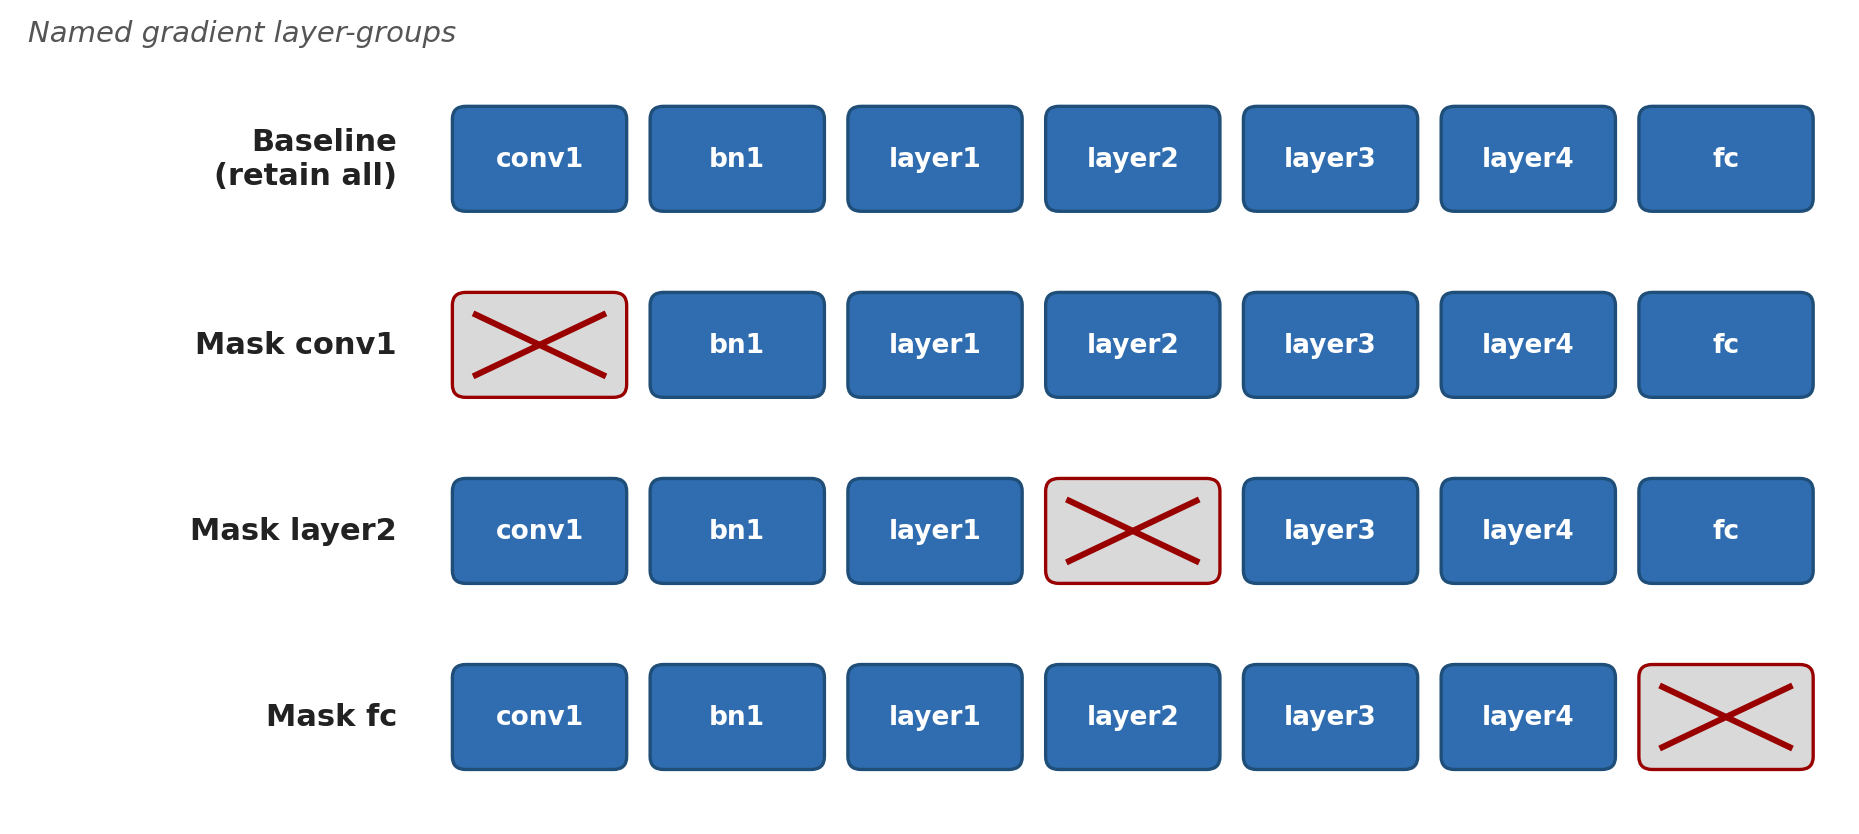 Named gradient layer-groups
Baseline
(retain all)
conv1 bn1 layer1 layer2 layer3 layer4 fc
Mask conv1 bn1 layer1 layer2 layer3 layer4 fc
Mask layer2 conv1 bn1 layer1 layer3 layer4 fc
Mask fc conv1 bn1 layer1 layer2 layer3 layer4